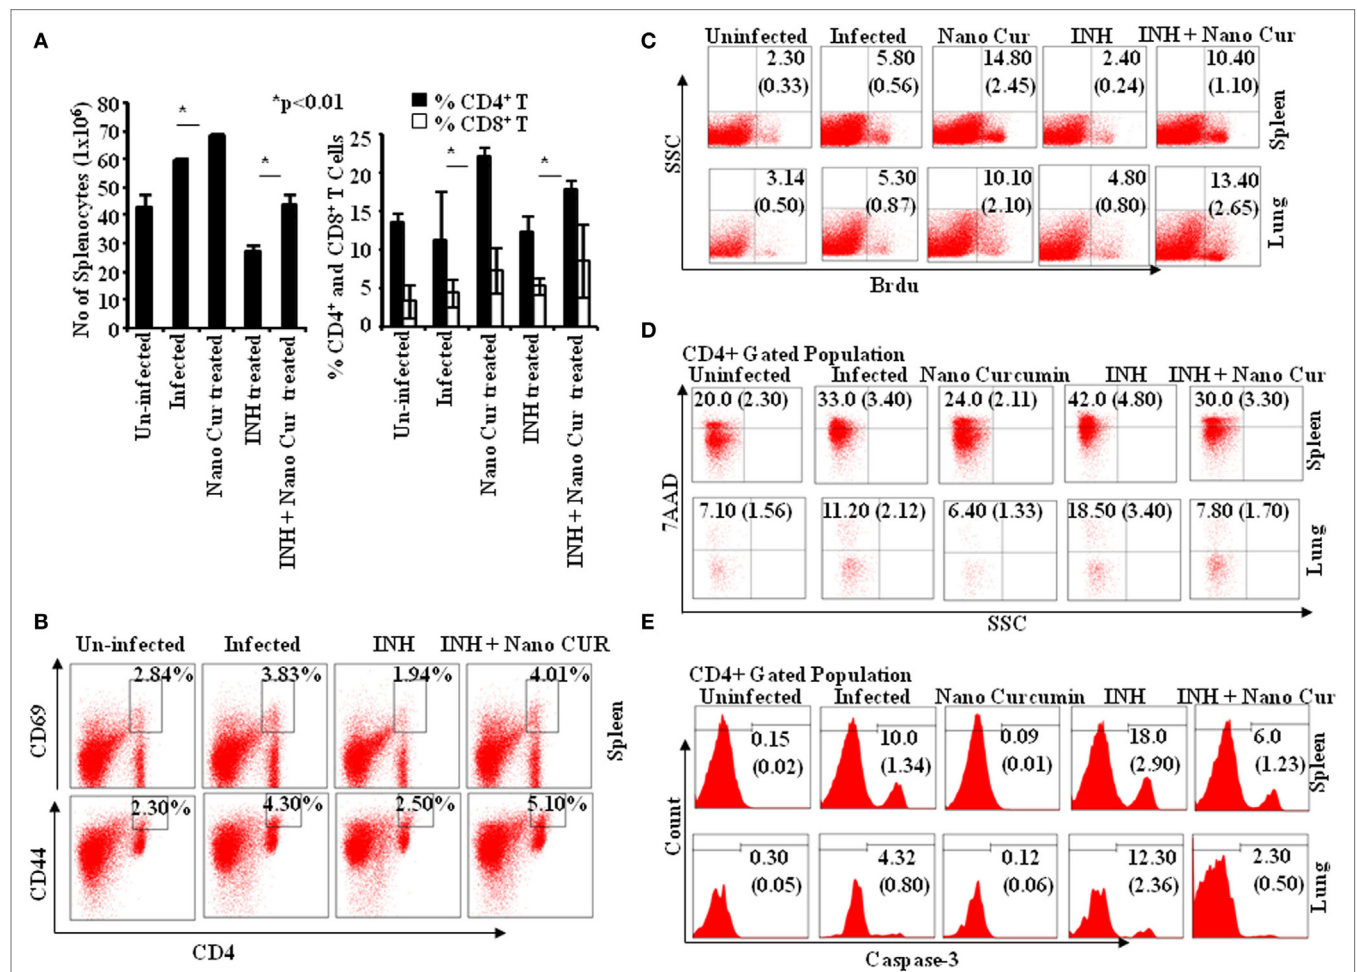 A
*p<0.01
No of Splenocytes (1x10⁶)
80
70
60
50
40
30
20
10
0
*
*
Un-infected
Infected
Nano Cur treated
INH treated
INH + Nano Cur treated
% CD4⁺ T
% CD8⁺ T
% CD4⁺ and CD8⁺ T Cells
25
20
15
10
5
0
*
*
Un-infected
Infected
Nano Cur treated
INH treated
INH + Nano Cur treated
B
Un-infected Infected INH INH + Nano CUR
CD69
2.84% 3.83% 1.94% 4.01%
Spleen
CD44
2.30% 4.30% 2.50% 5.10%
CD4
C
Uninfected Infected Nano Cur INH INH + Nano Cur
SSC
2.30 5.80 14.80 2.40 10.40
(0.33) (0.56) (2.45) (0.24) (1.10)
Spleen
3.14 5.30 10.10 4.80 13.40
(0.50) (0.87) (2.10) (0.80) (2.65)
Lung
Brdu
D
CD4+ Gated Population
Uninfected Infected Nano Curcumin INH INH + Nano Cur
20.0 (2.30) 33.0 (3.40) 24.0 (2.11) 42.0 (4.80) 30.0 (3.30)
Spleen
7AAD
7.10 (1.56) 11.20 (2.12) 6.40 (1.33) 18.50 (3.40) 7.80 (1.70)
Lung
SSC
E
CD4+ Gated Population
Uninfected Infected Nano Curcumin INH INH + Nano Cur
0.15 10.0 0.09 18.0 6.0
(0.02) (1.34) (0.01) (2.90) (1.23)
Spleen
Count
0.30 4.32 0.12 12.30 2.30
(0.05) (0.80) (0.06) (2.36) (0.50)
Lung
Caspase-3